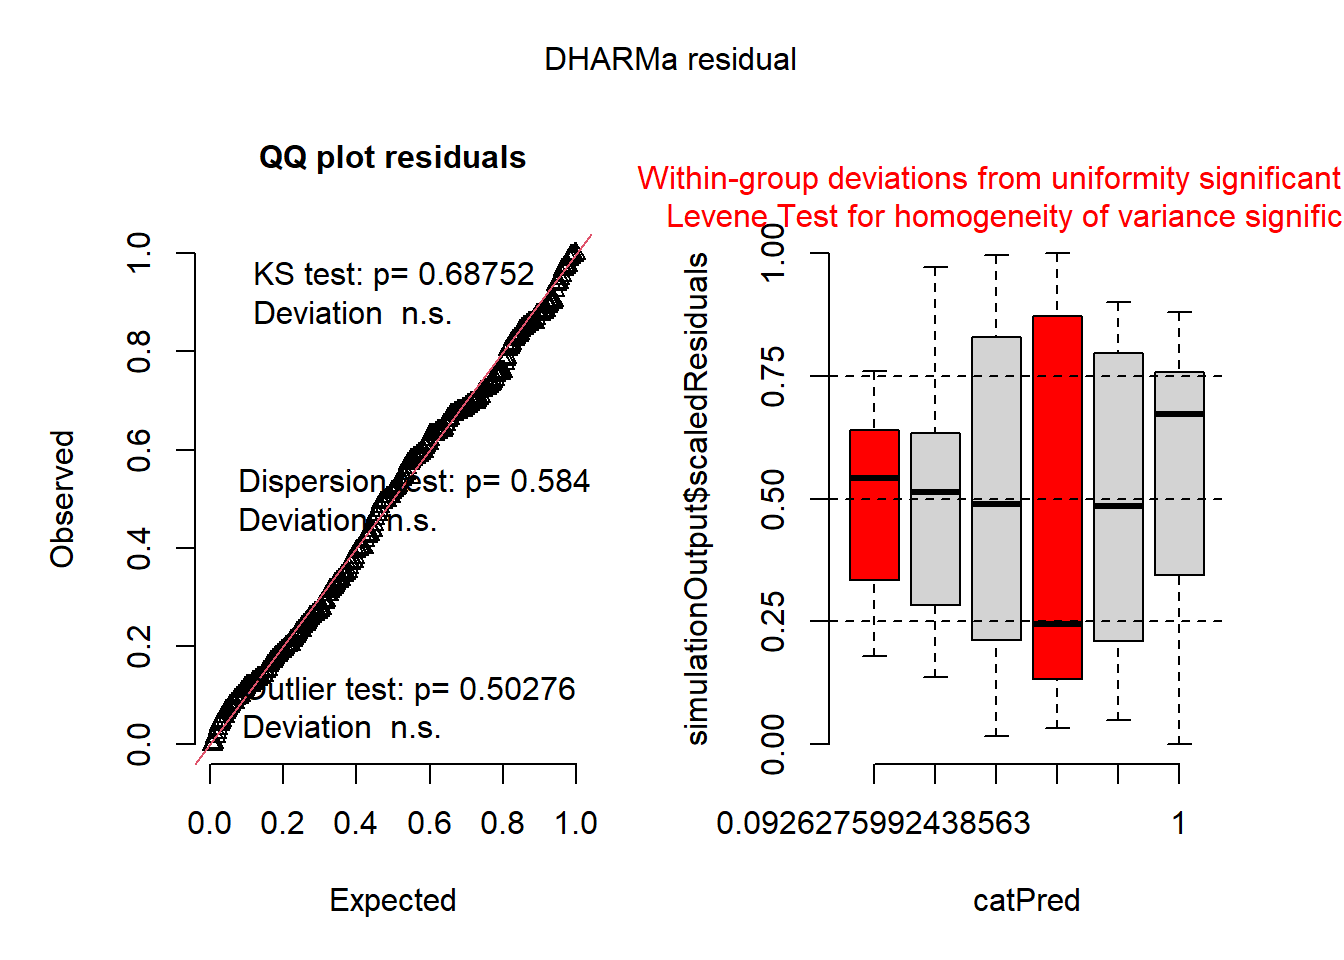 DHARMa residual
QQ plot residuals
KS test: p= 0.68752
Deviation  n.s.
Dispersion test: p= 0.584
Deviation  n.s.
Outlier test: p= 0.50276
Deviation  n.s.
Observed
0.0 0.2 0.4 0.6 0.8 1.0
0.0 0.2 0.4 0.6 0.8 1.0
Expected
Within-group deviations from uniformity significant
Levene Test for homogeneity of variance signific
simulationOutput$scaledResiduals
0.00 0.25 0.50 0.75 1.00
0.0926275992438563 1
catPred